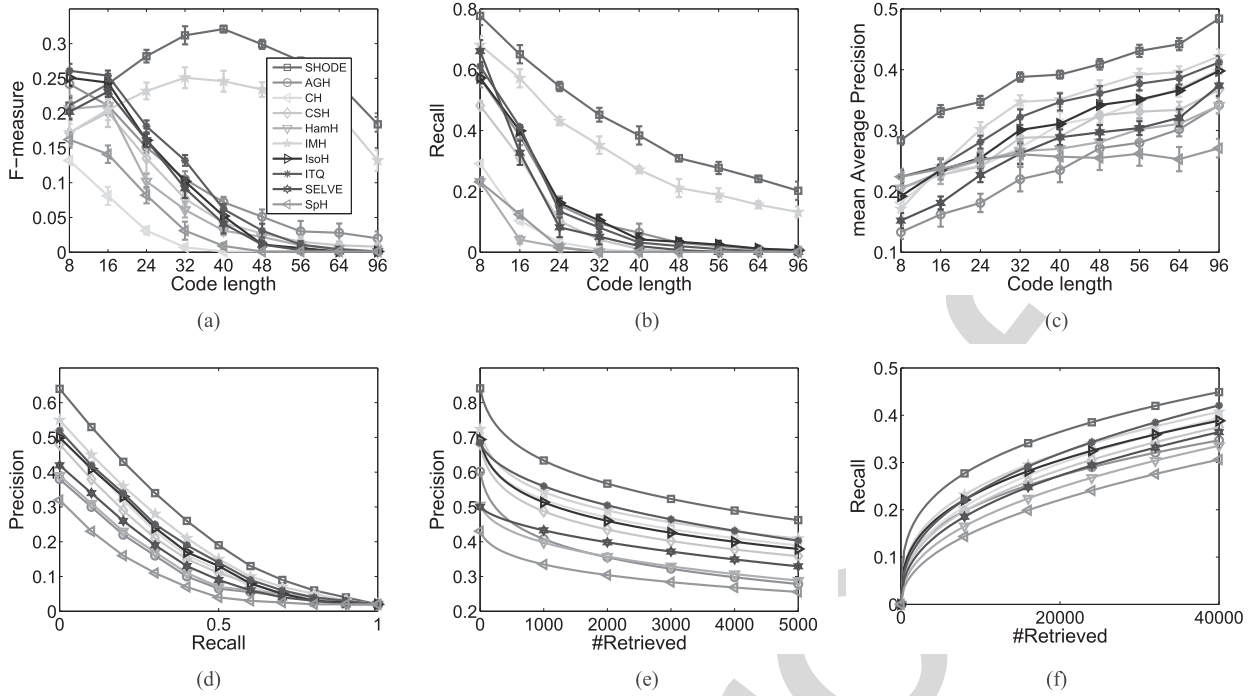 0 0.05 0.1 0.15 0.2 0.25 0.3
F-measure
8 16 24 32 40 48 56 64 96
Code length
SHODE
AGH
CH
CSH
HamH
IMH
IsoH
ITQ
SELVE
SpH
(a)
0 0.2 0.4 0.6 0.8
Recall
8 16 24 32 40 48 56 64 96
Code length
(b)
0.1 0.2 0.3 0.4 0.5
mean Average Precision
8 16 24 32 40 48 56 64 96
Code length
(c)
0 0.1 0.2 0.3 0.4 0.5 0.6
Precision
0 0.5 1
Recall
(d)
0.2 0.3 0.4 0.5 0.6 0.7 0.8
Precision
0 1000 2000 3000 4000 5000
#Retrieved
(e)
0 0.1 0.2 0.3 0.4 0.5
Recall
0 20000 40000
#Retrieved
(f)